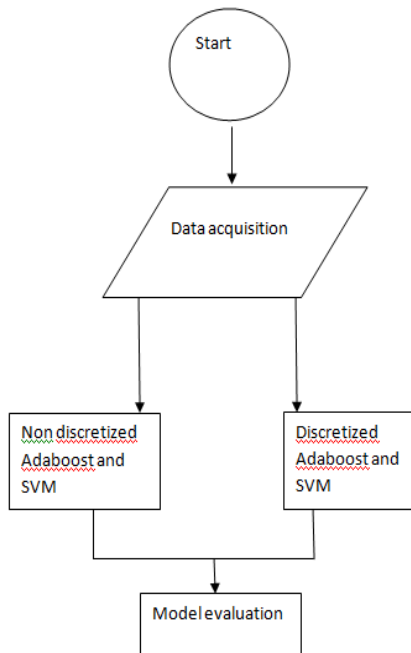 Start
Data acquisition
Non discretized
Adaboost and
SVM
Discretized
Adaboost and
SVM
Model evaluation